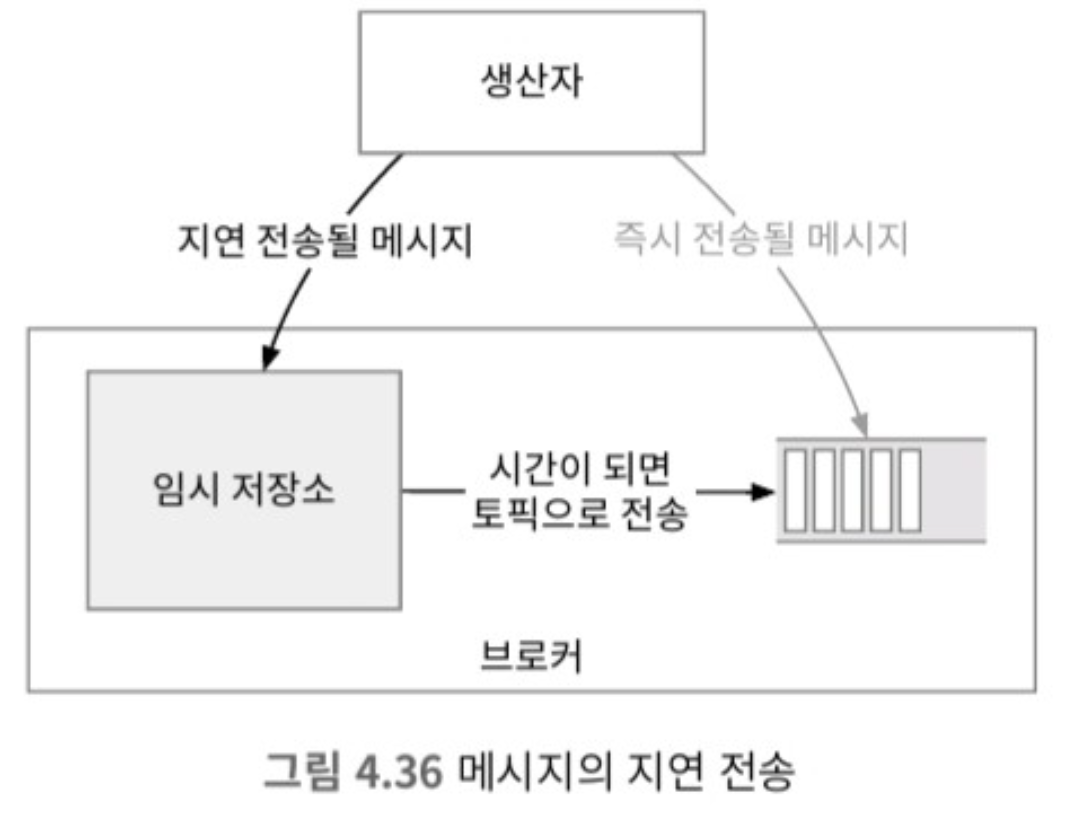 생산자
지연 전송될 메시지
즉시 전송될 메시지
임시 저장소
시간이 되면
토픽으로 전송
브로커
그림 4.36 메시지의 지연 전송